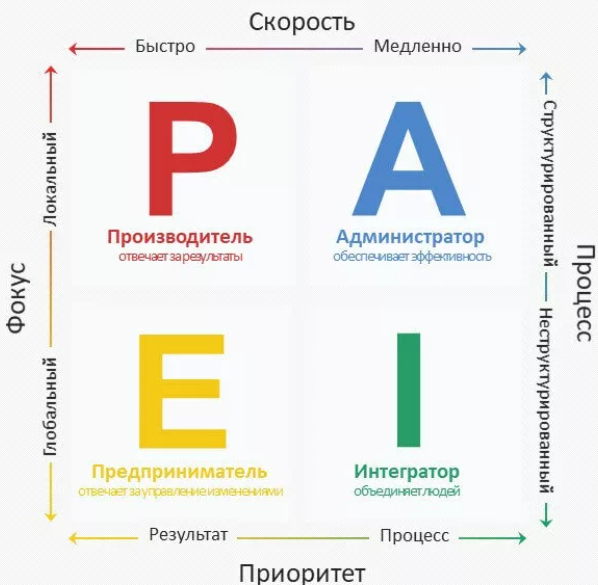 Скорость
Быстро
Медленно
Фокус
Локальный
Глобальный
P
Производитель
отвечает за результаты
A
Администратор
обеспечивает эффективность
E
Предприниматель
отвечает за управление изменениями
I
Интегратор
объединяет людей
Структурированный
Неструктурированный
Процесс
Результат
Процесс
Приоритет